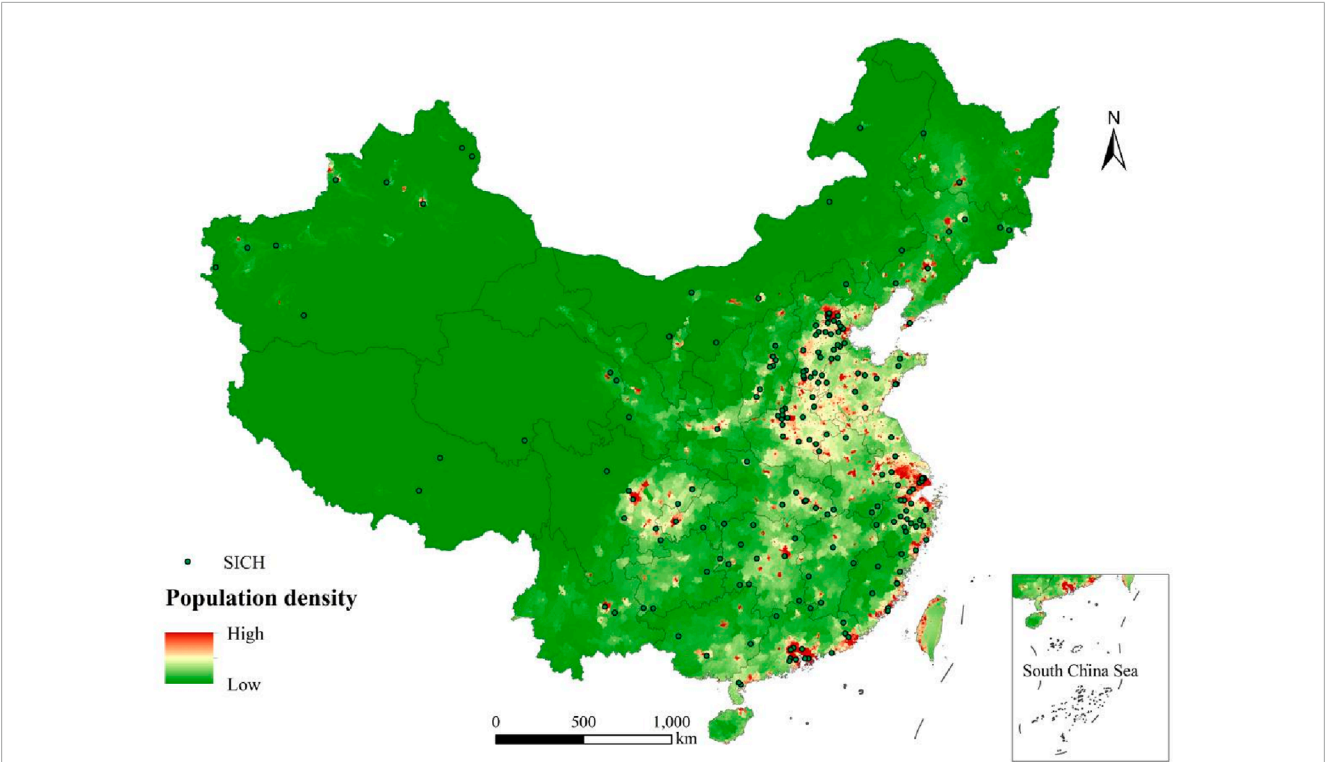 N
SICH
Population density
High
Low
0 500 1,000
km
South China Sea